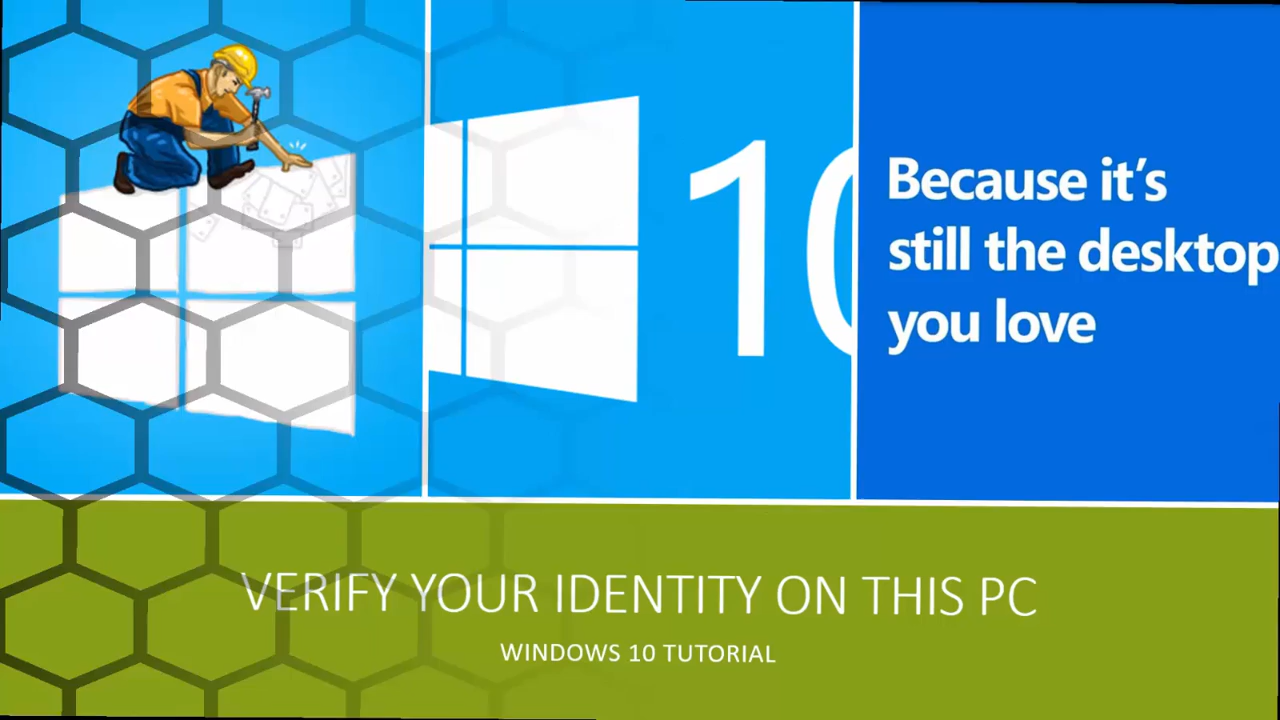 10
Because it's
still the desktop
you love
VERIFY YOUR IDENTITY ON THIS PC
WINDOWS 10 TUTORIAL